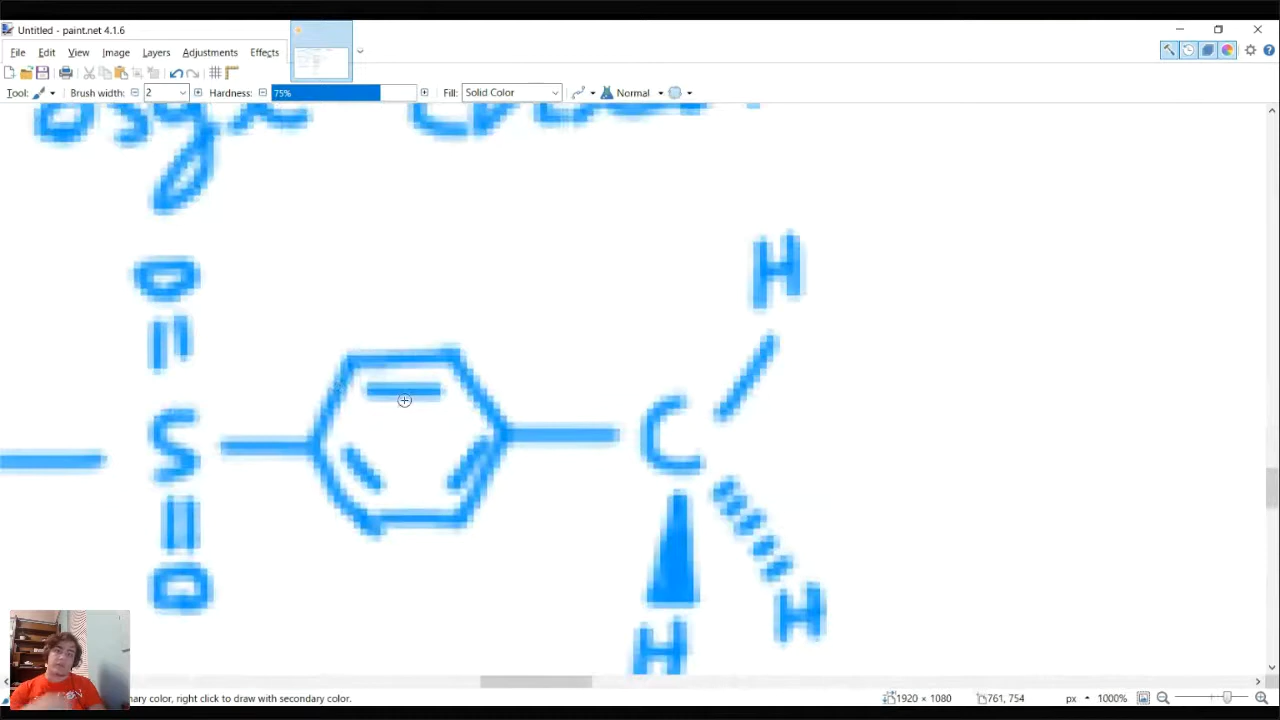 Untitled - paint.net 4.1.6
File Edit View Image Layers Adjustments Effects
Tool: Brush width: 2 Hardness: 75% Fill: Solid Color Normal
O
S
O
H
C
H
H
ary color, right click to draw with secondary color.
1920 × 1080 761, 754 px 1000%